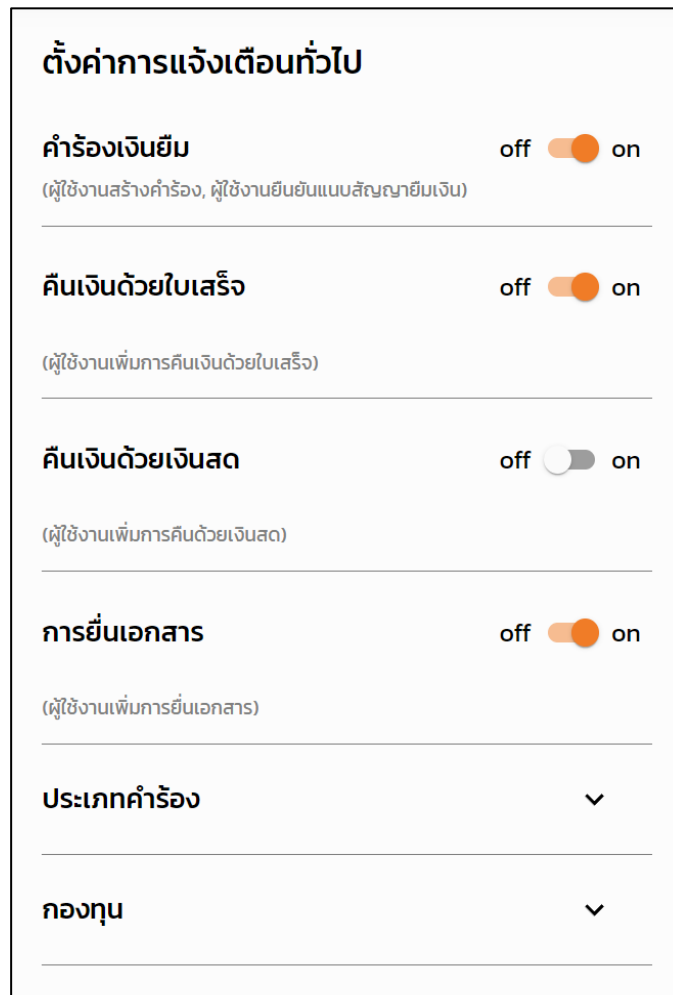 ตั้งค่าการแจ้งเตือนทั่วไป
คำร้องเงินยืม off on
(ผู้ใช้งานสร้างคำร้อง, ผู้ใช้งานยืนยันแนบสัญญายืมเงิน)
คืนเงินด้วยใบเสร็จ off on
(ผู้ใช้งานเพิ่มการคืนเงินด้วยใบเสร็จ)
คืนเงินด้วยเงินสด off on
(ผู้ใช้งานเพิ่มการคืนด้วยเงินสด)
การยื่นเอกสาร off on
(ผู้ใช้งานเพิ่มการยื่นเอกสาร)
ประเภทคำร้อง
กองทุน